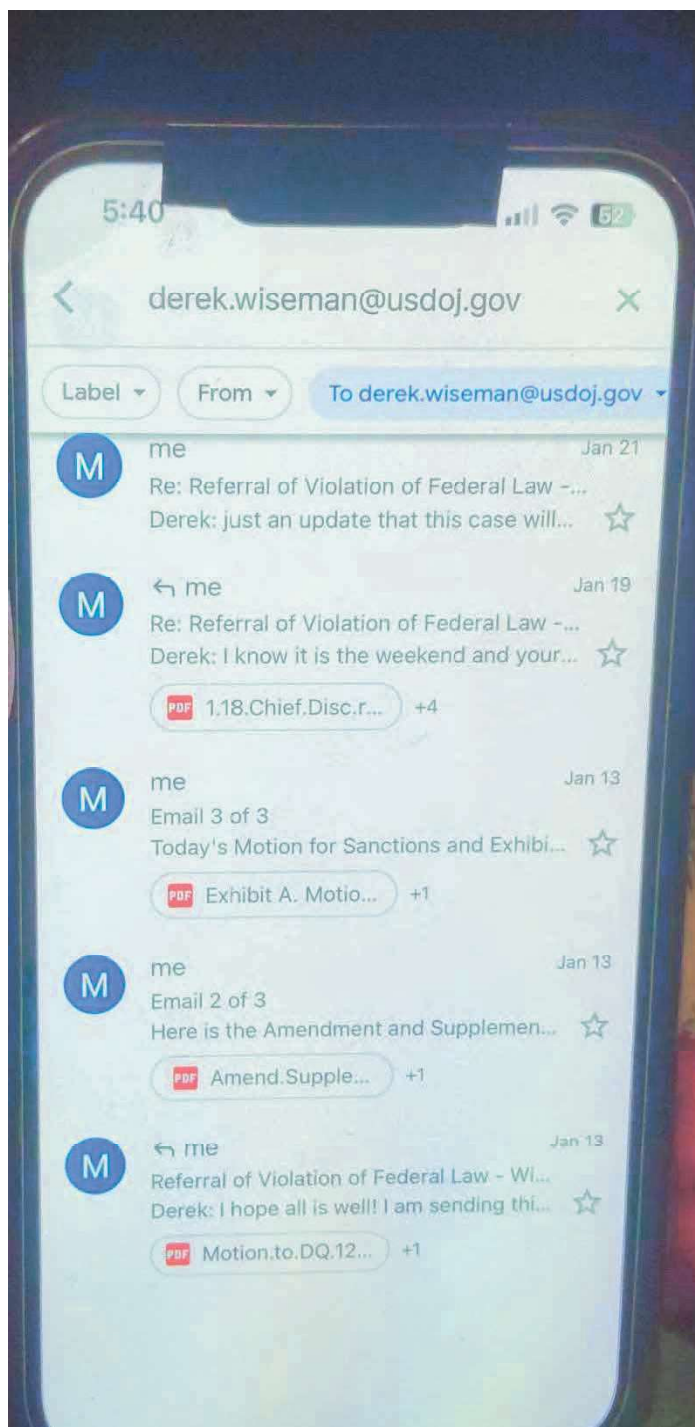 5:40
52
derek.wiseman@usdoj.gov
Label
From
To derek.wiseman@usdoj.gov
M
me
Jan 21
Re: Referral of Violation of Federal Law -...
Derek: just an update that this case will...
M
me
Jan 19
Re: Referral of Violation of Federal Law -...
Derek: I know it is the weekend and your...
PDF 1.18.Chief.Disc.r... +4
M
me
Jan 13
Email 3 of 3
Today's Motion for Sanctions and Exhibi...
PDF Exhibit A. Motio... +1
M
me
Jan 13
Email 2 of 3
Here is the Amendment and Supplemen...
PDF Amend.Supple... +1
M
me
Jan 13
Referral of Violation of Federal Law - Wi...
Derek: I hope all is well! I am sending thi...
PDF Motion.to.DQ.12... +1